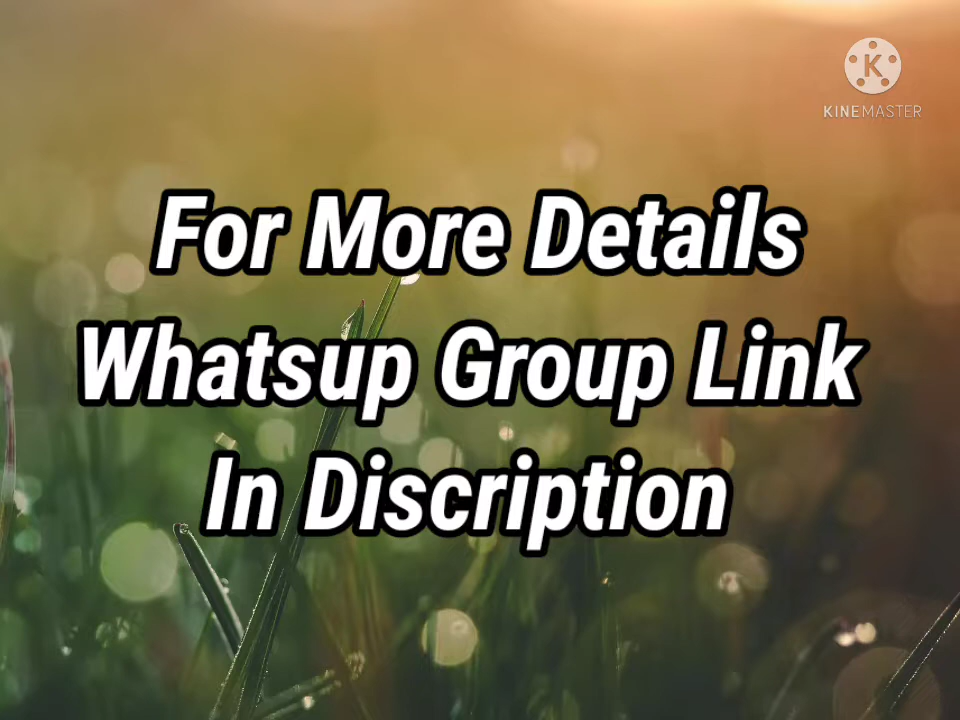 K
KINEMASTER
For More Details
Whatsup Group Link
In Discription